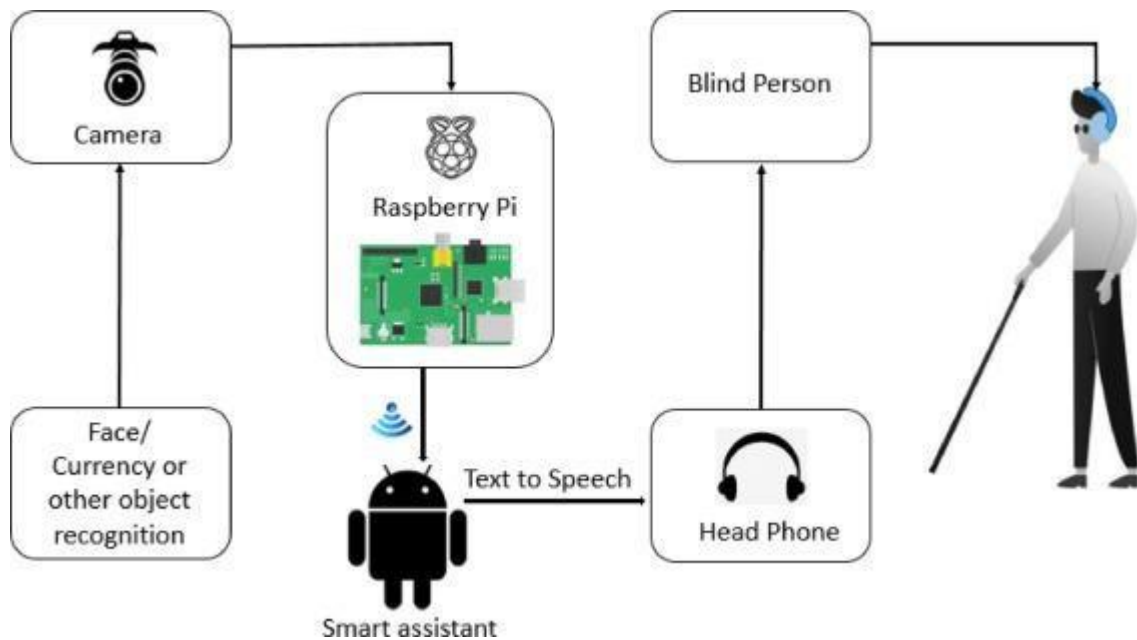 Camera
Raspberry Pi
Blind Person
Face/
Currency or
other object
recognition
Text to Speech
Head Phone
Smart assistant